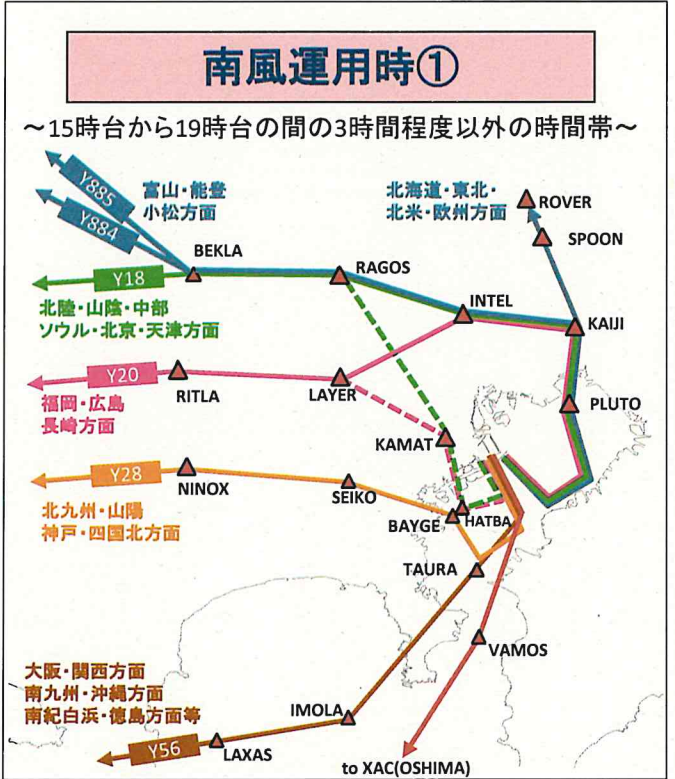 南風運用時①
～15時台から19時台の間の3時間程度以外の時間帯～
Y885
Y884
富山・能登
小松方面
北海道・東北・
北米・欧州方面
ROVER
SPOON
BEKLA
RAGOS
INTEL
KAIJI
Y18
北陸・山陰・中部
ソウル・北京・天津方面
Y20
RITLA
LAYER
PLUTO
福岡・広島
長崎方面
KAMAT
Y28
NINOX
SEIKO
北九州・山陽
神戸・四国北方面
BAYGE
HATBA
TAURA
VAMOS
大阪・関西方面
南九州・沖縄方面
南紀白浜・徳島方面等
IMOLA
Y56
LAXAS
to XAC(OSHIMA)